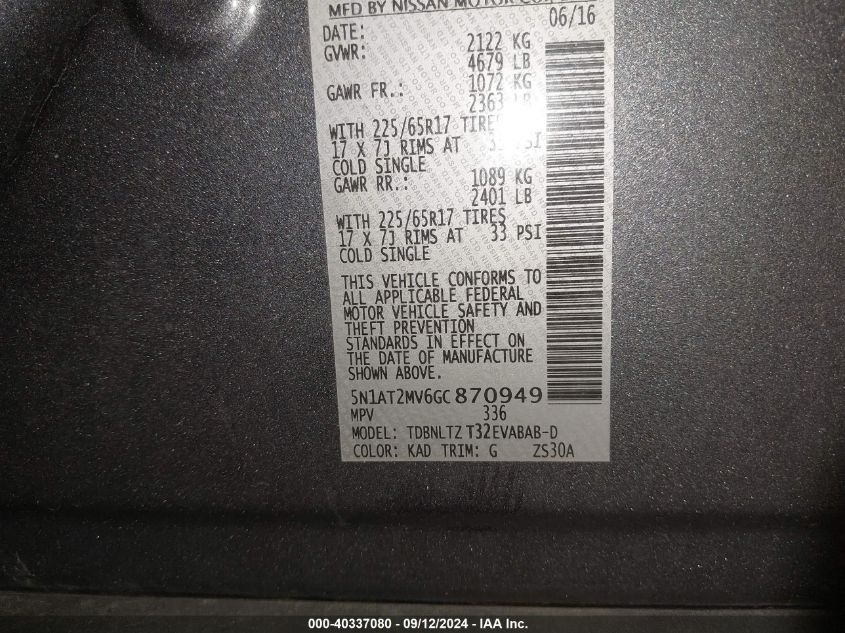 MFD BY NISSAN MOTOR
DATE: 06/16
GVWR: 2122 KG
4679 LB
GAWR FR.: 1072 KG
2363 LB
WITH 225/65R17 TIRES
17 X 7J RIMS AT PSI
COLD SINGLE
GAWR RR.: 1089 KG
2401 LB
WITH 225/65R17 TIRES
17 X 7J RIMS AT 33 PSI
COLD SINGLE
THIS VEHICLE CONFORMS TO
ALL APPLICABLE FEDERAL
MOTOR VEHICLE SAFETY AND
THEFT PREVENTION
STANDARDS IN EFFECT ON
THE DATE OF MANUFACTURE
SHOWN ABOVE.
5N1AT2MV6GC870949
MPV 336
MODEL: TDBNLTZ T32EVABAB-D
COLOR: KAD TRIM: G ZS30A
000-40337080 - 09/12/2024 - IAA Inc.